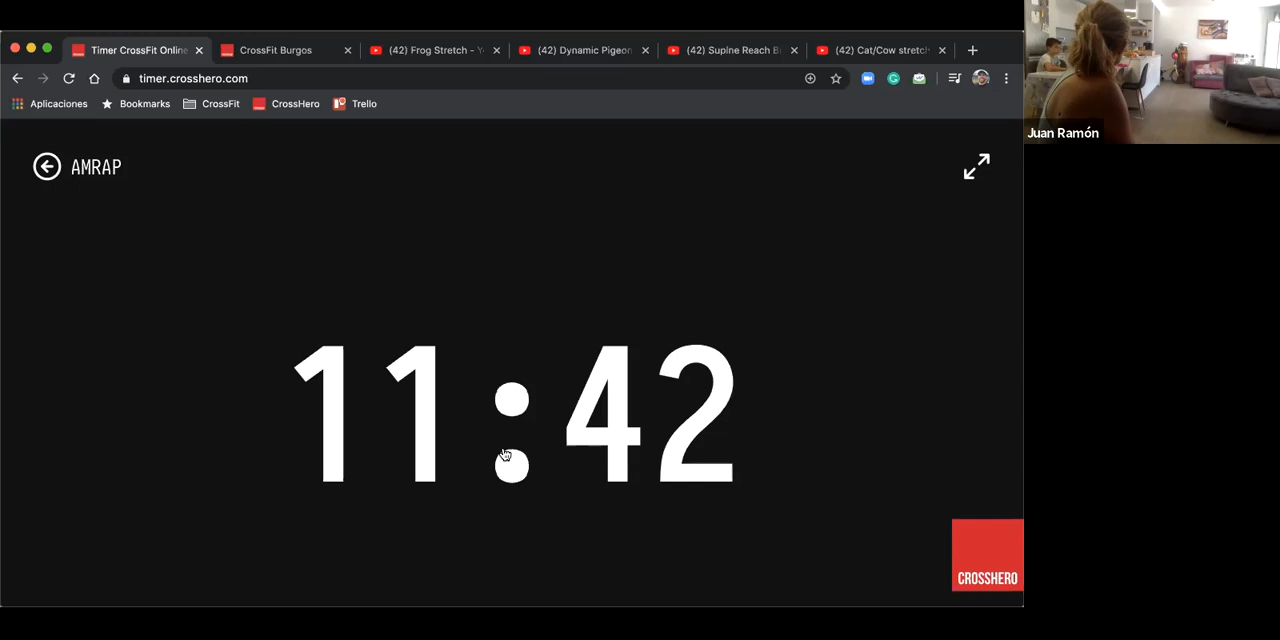 Timer CrossFit Online
CrossFit Burgos
(42) Frog Stretch - Y
(42) Dynamic Pigeon
(42) Supine Reach B
(42) Cat/Cow stretch
timer.crosshero.com
Aplicaciones
Bookmarks
CrossFit
CrossHero
Trello
AMRAP
11:42
CROSSHERO
Juan Ramón